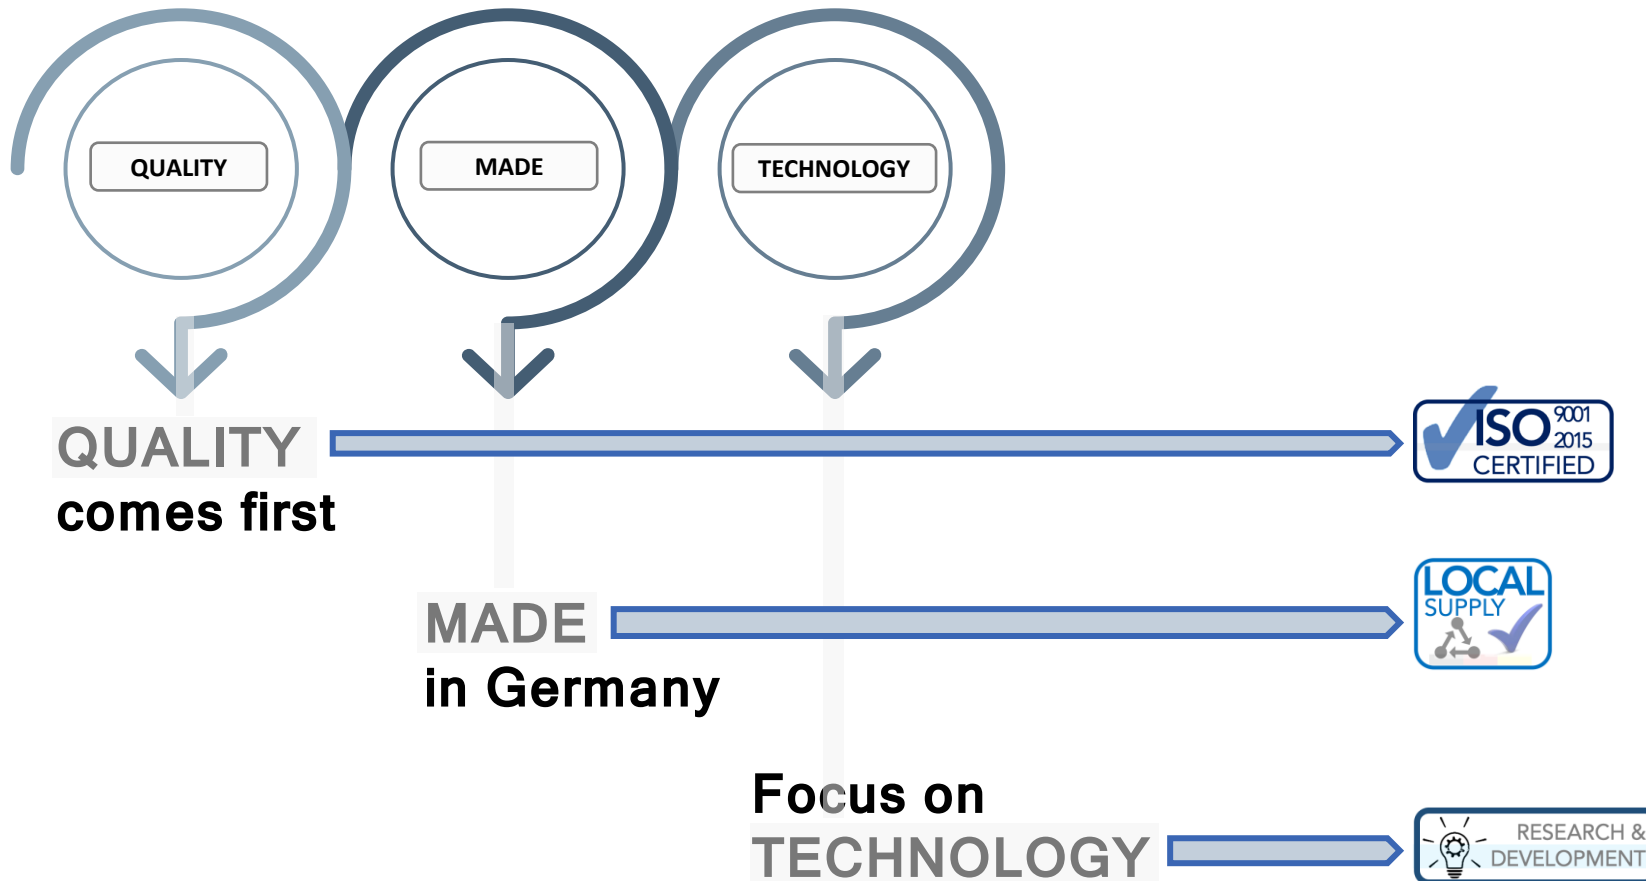 QUALITY
MADE
TECHNOLOGY
QUALITY
comes first
ISO 9001
2015
CERTIFIED
MADE
in Germany
LOCAL
SUPPLY
Focus on
TECHNOLOGY
RESEARCH &
DEVELOPMENT